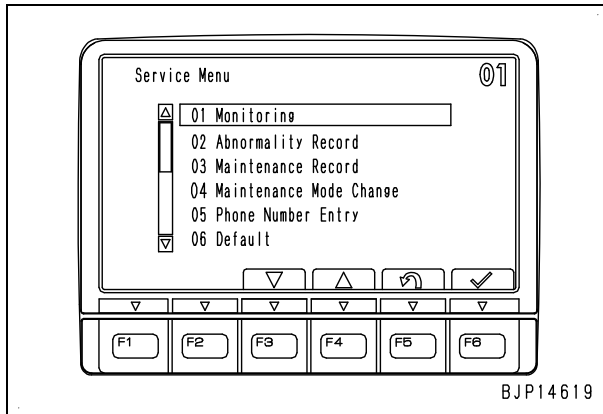 Service Menu
01
01 Monitoring
02 Abnormality Record
03 Maintenance Record
04 Maintenance Mode Change
05 Phone Number Entry
06 Default
F1
F2
F3
F4
F5
F6
BJP14619